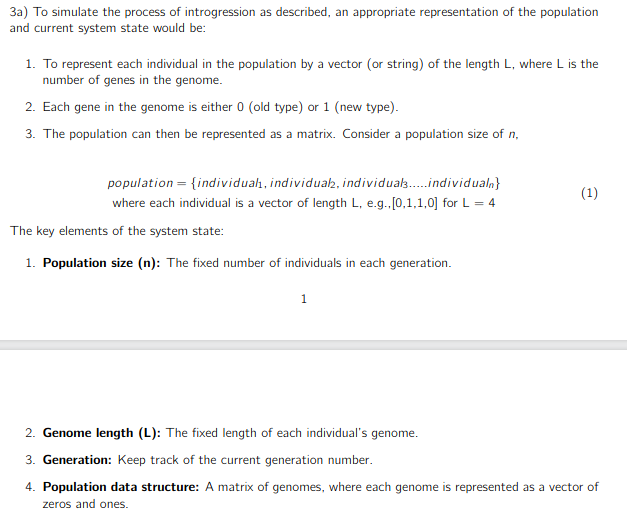 3a) To simulate the process of introgression as described, an appropriate representation of the population
and current system state would be:
1. To represent each individual in the population by a vector (or string) of the length L, where L is the
number of genes in the genome.
2. Each gene in the genome is either 0 (old type) or 1 (new type).
3. The population can then be represented as a matrix. Consider a population size of n,
population = {individual₁, individual₂, individual₃.....individualₙ}
where each individual is a vector of length L, e.g.,[0,1,1,0] for L = 4
(1)
The key elements of the system state:
1. Population size (n): The fixed number of individuals in each generation.
1
2. Genome length (L): The fixed length of each individual's genome.
3. Generation: Keep track of the current generation number.
4. Population data structure: A matrix of genomes, where each genome is represented as a vector of
zeros and ones.